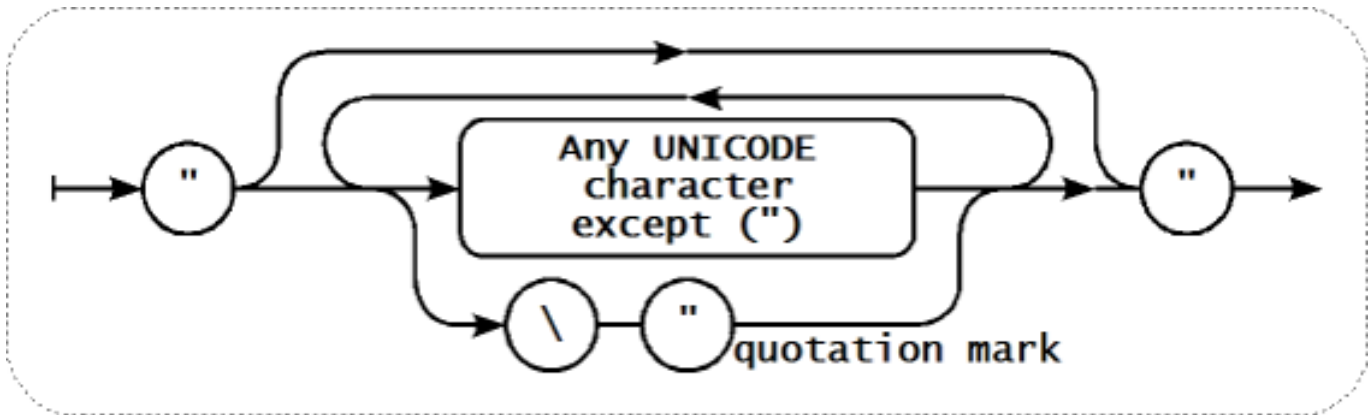 "
Any UNICODE
character
except (")
"
\
"
quotation mark